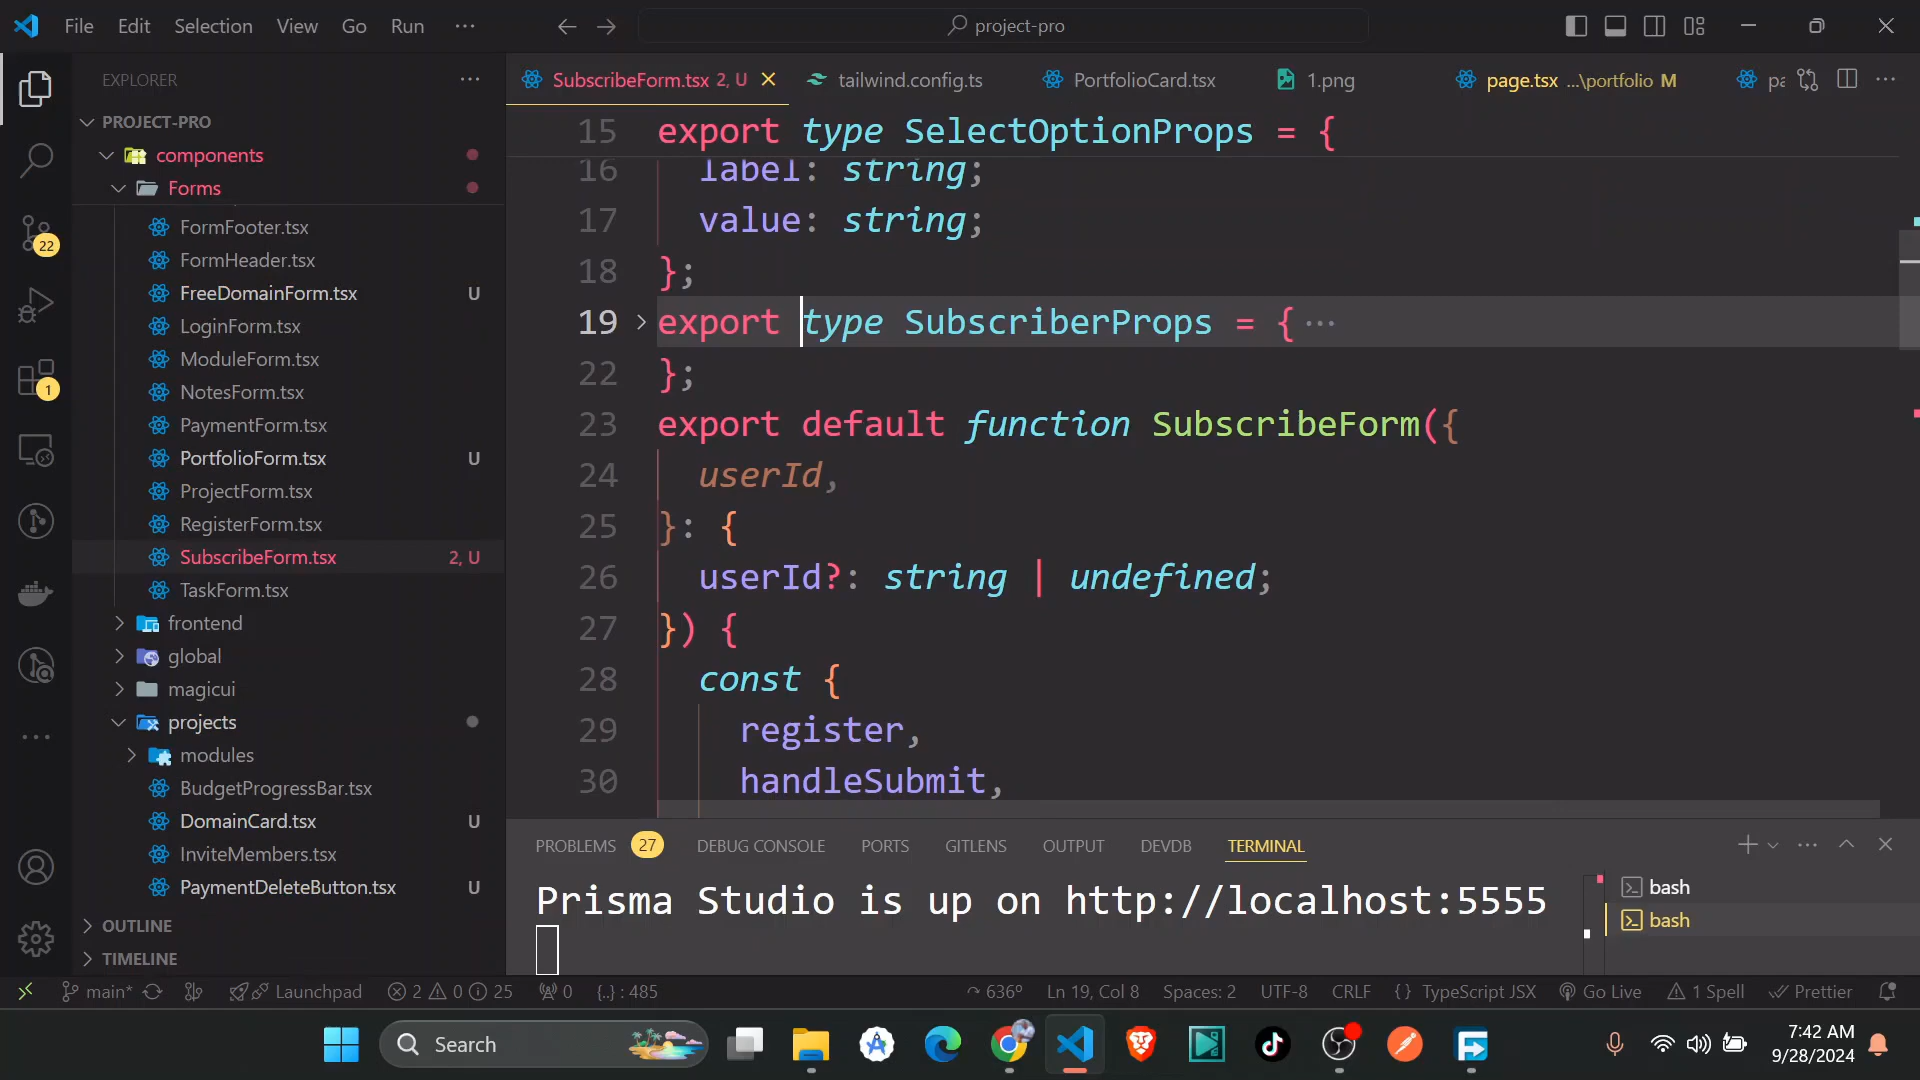 File Edit Selection View Go Run ··· project-pro
EXPLORER ···
SubscribeForm.tsx 2, U tailwind.config.ts PortfolioCard.tsx 1.png page.tsx ...\portfolio M pa ···
PROJECT-PRO
components
Forms
FormFooter.tsx
FormHeader.tsx
FreeDomainForm.tsx U
LoginForm.tsx
ModuleForm.tsx
NotesForm.tsx
PaymentForm.tsx
PortfolioForm.tsx U
ProjectForm.tsx
RegisterForm.tsx
SubscribeForm.tsx 2, U
TaskForm.tsx
frontend
global
magicui
projects
modules
BudgetProgressBar.tsx
DomainCard.tsx U
InviteMembers.tsx
PaymentDeleteButton.tsx U
OUTLINE
TIMELINE
22
1
15 export type SelectOptionProps = {
16 label: string;
17 value: string;
18 };
19 export type SubscriberProps = { ···
22 };
23 export default function SubscribeForm({
24 userId,
25 }: {
26 userId?: string | undefined;
27 }) {
28 const {
29 register,
30 handleSubmit,
PROBLEMS 27 DEBUG CONSOLE PORTS GITLENS OUTPUT DEVDB TERMINAL
Prisma Studio is up on http://localhost:5555
bash
bash
main* Launchpad 2 0 25 0 {..} : 485 636° Ln 19, Col 8 Spaces: 2 UTF-8 CRLF { } TypeScript JSX Go Live 1 Spell Prettier
Search
7:42 AM
9/28/2024